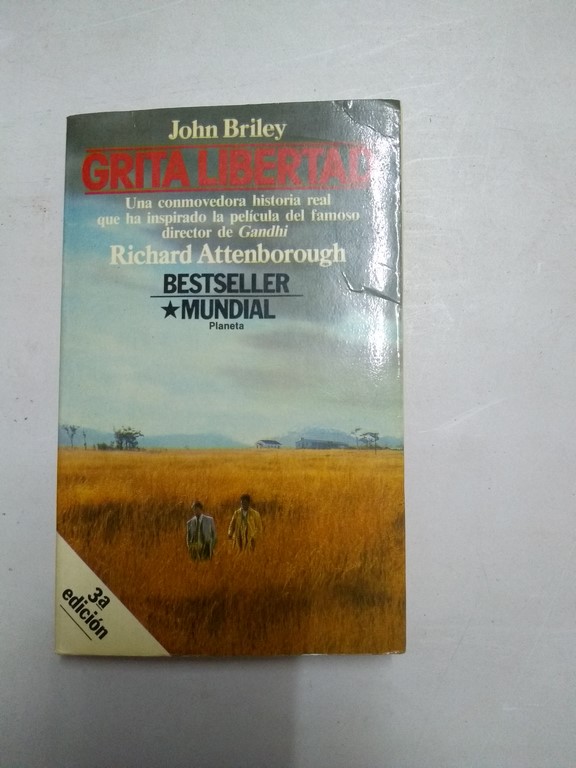 John Briley
GRITA LIBERTAD
Una conmovedora historia real
que ha inspirado la película del famoso
director de Gandhi
Richard Attenborough
BESTSELLER
★MUNDIAL
Planeta
3ª
edición